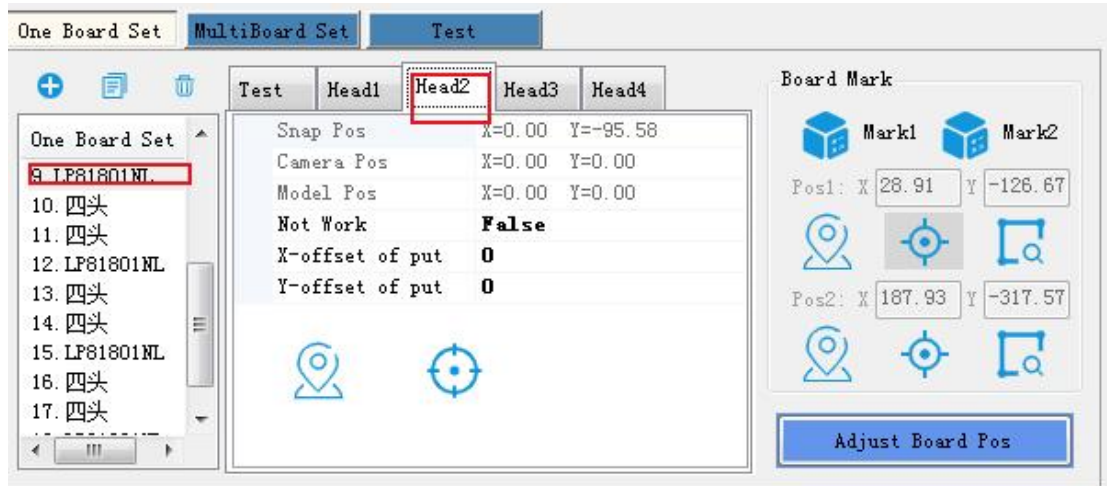 One Board Set MultiBoard Set Test
Test Head1 Head2 Head3 Head4
One Board Set
9. LP81801NL
10. 四头
11. 四头
12. LP81801NL
13. 四头
14. 四头
15. LP81801NL
16. 四头
17. 四头
Snap Pos X=0.00 Y=-95.58
Camera Pos X=0.00 Y=0.00
Model Pos X=0.00 Y=0.00
Not Work False
X-offset of put 0
Y-offset of put 0
Board Mark
Mark1 Mark2
Pos1: X 28.91 Y -126.67
Pos2: X 187.93 Y -317.57
Adjust Board Pos